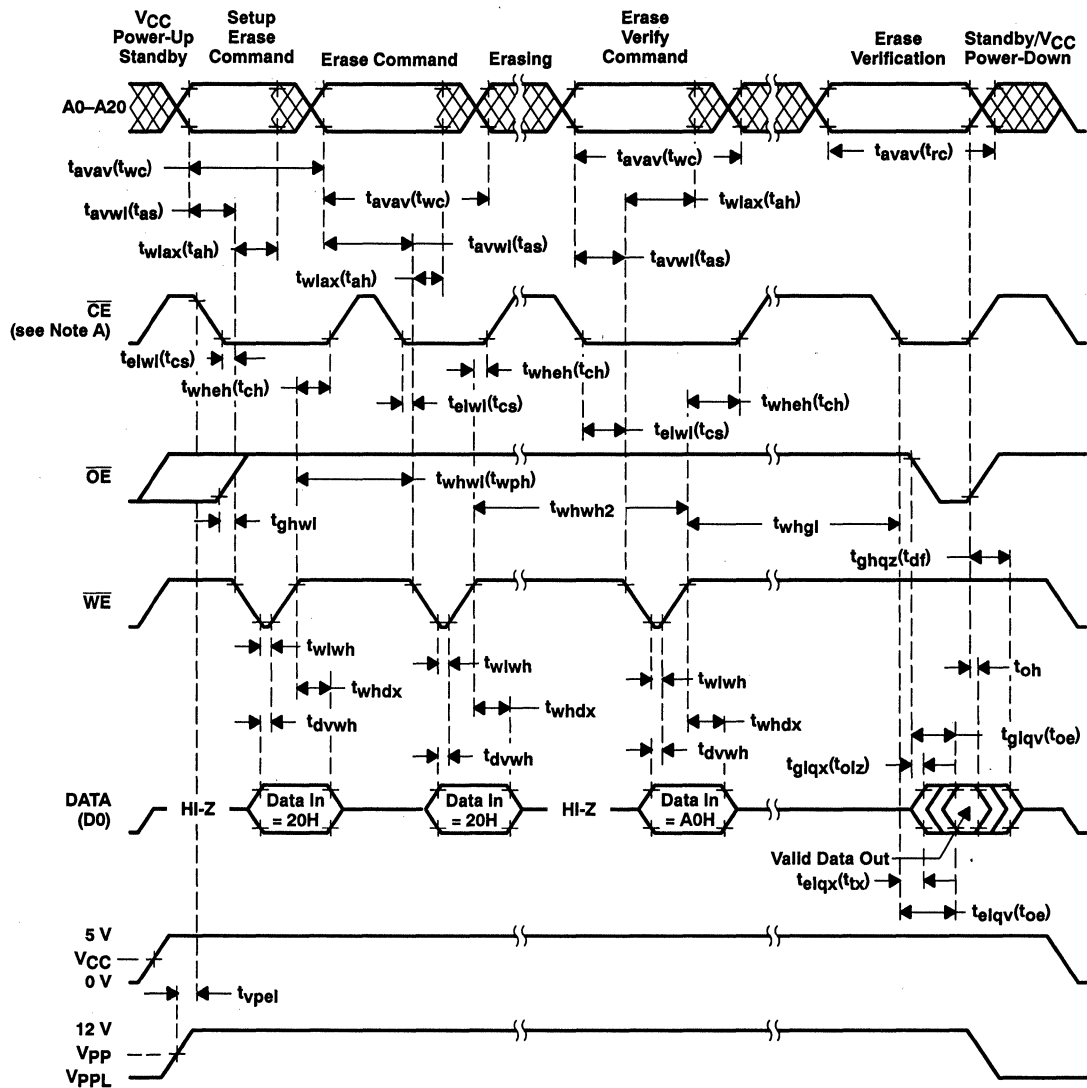 VCC Power-Up Standby
Setup Erase Command
Erase Command
Erasing
Erase Verify Command
Erase Verification
Standby/VCC Power-Down
A0–A20
tavav(twc)
tavav(twc)
tavav(twc)
tavav(trc)
tavwl(tas)
twlax(tah)
twlax(tah)
tavwl(tas)
twlax(tah)
tavwl(tas)
CE
(see Note A)
telwl(tcs)
twheh(tch)
twheh(tch)
telwl(tcs)
twheh(tch)
telwl(tcs)
OE
tghwl
twhwl(twph)
twhwh2
twhgl
tghqz(tdf)
WE
twlwh
twhdx
tdvwh
twlwh
twhdx
tdvwh
twlwh
twhdx
tdvwh
toh
tglqv(toe)
tglqx(tolz)
DATA
(D0)
HI-Z
Data In
= 20H
Data In
= 20H
HI-Z
Data In
= A0H
Valid Data Out
telqx(tlx)
telqv(toe)
5 V
VCC
0 V
tvpel
12 V
VPP
VPPL